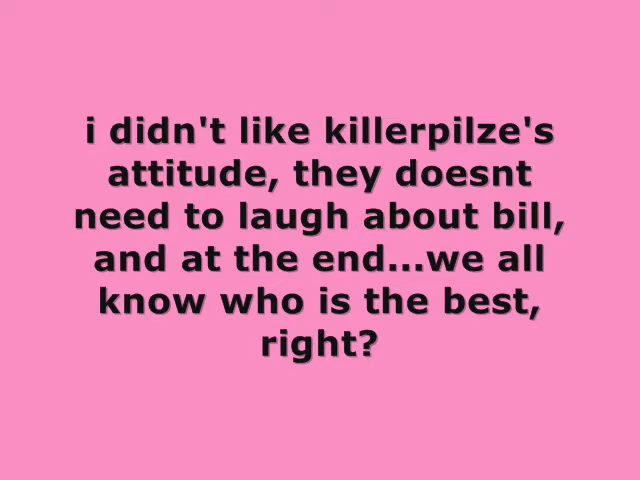 i didn't like killerpilze's
attitude, they doesnt
need to laugh about bill,
and at the end...we all
know who is the best,
right?